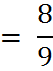 = 8/9